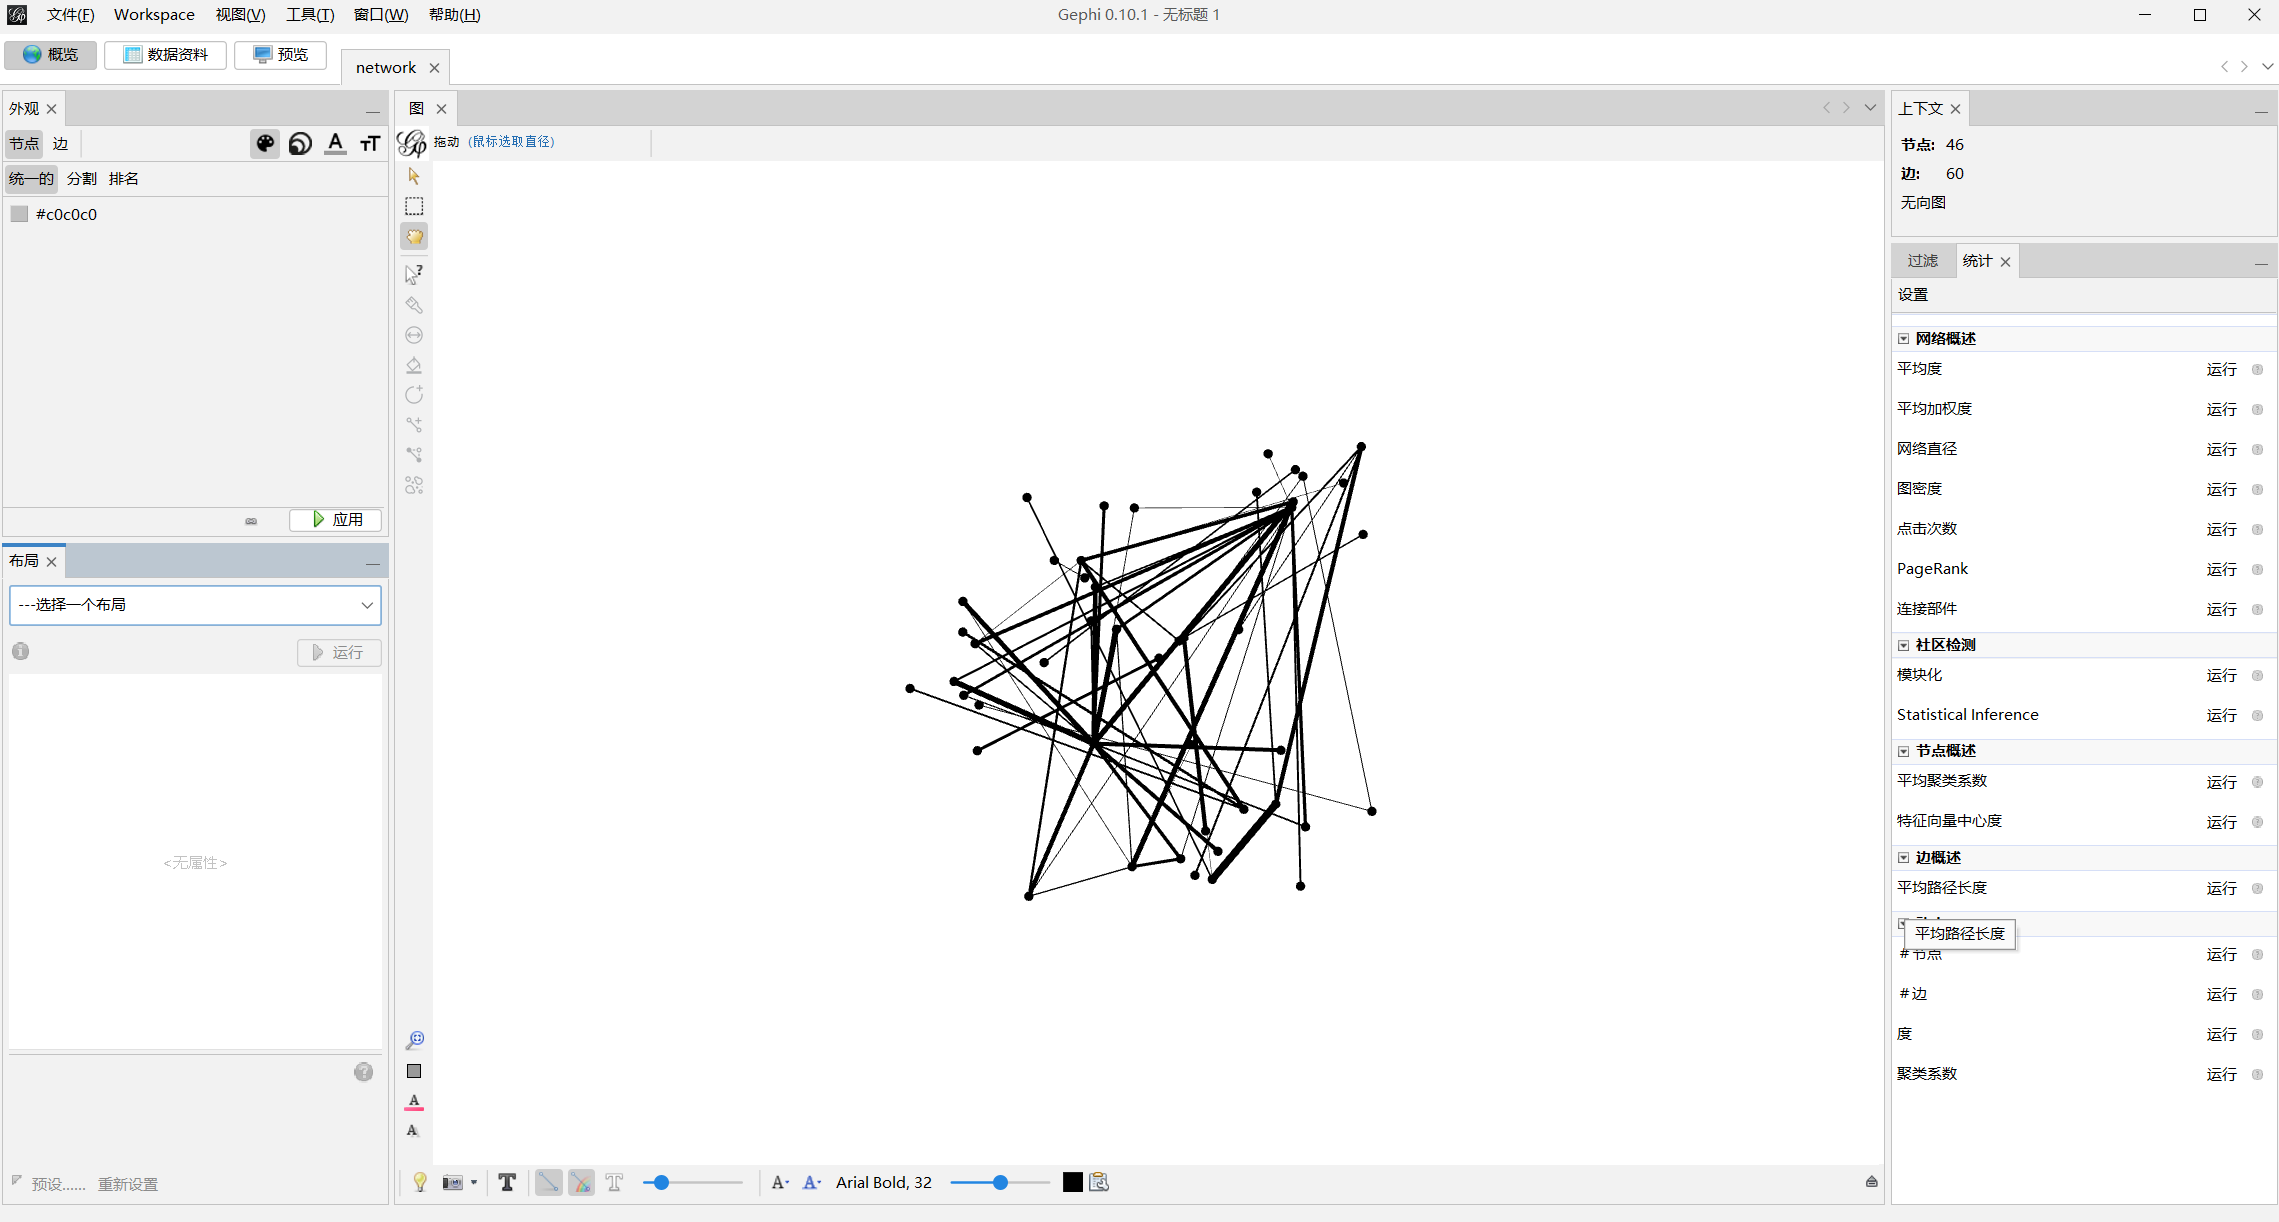 文件(F) Workspace 视图(V) 工具(T) 窗口(W) 帮助(H)
Gephi 0.10.1 - 无标题 1
概览 数据资料 预览
network
外观
节点 边
统一的 分割 排名
#c0c0c0
应用
布局
---选择一个布局
运行
<无属性>
预设...... 重新设置
图
拖动 (鼠标选取直径)
Arial Bold, 32
上下文
节点: 46
边: 60
无向图
过滤 统计
设置
网络概述
平均度 运行
平均加权度 运行
网络直径 运行
图密度 运行
点击次数 运行
PageRank 运行
连接部件 运行
社区检测
模块化 运行
Statistical Inference 运行
节点概述
平均聚类系数 运行
特征向量中心度 运行
边概述
平均路径长度 运行
平均路径长度
#节点 运行
#边 运行
度 运行
聚类系数 运行